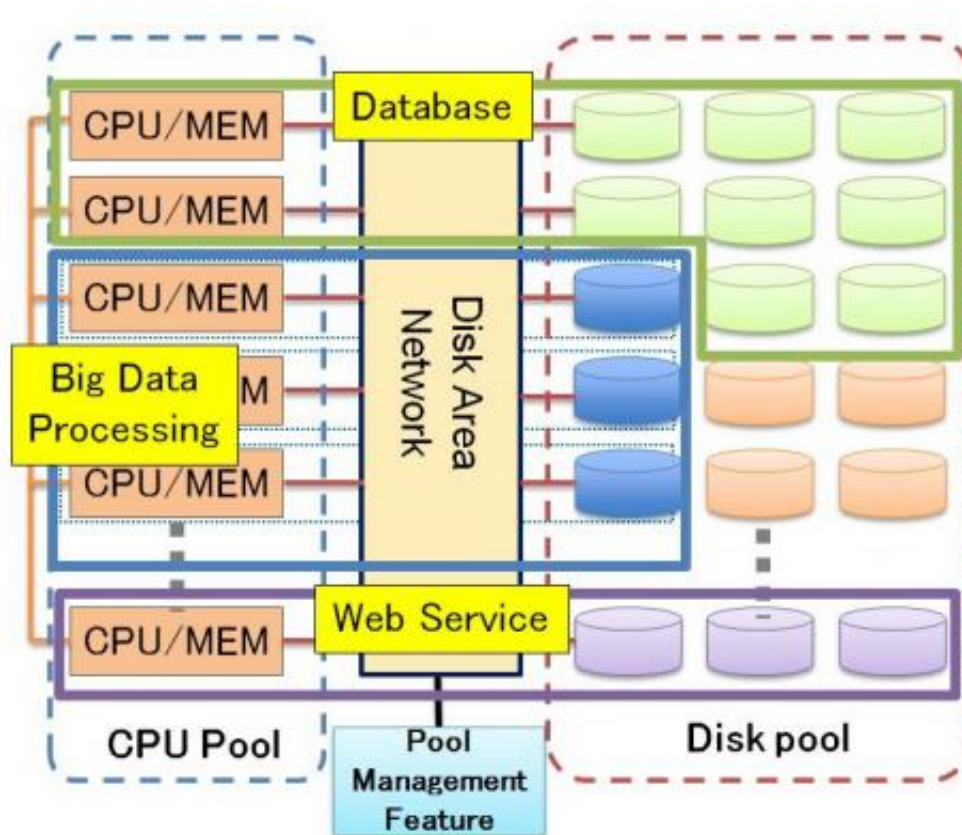 Database
CPU/MEM
CPU/MEM
CPU/MEM
Big Data
Processing
M
CPU/MEM
Disk Area
Network
Web Service
CPU/MEM
CPU Pool
Disk pool
Pool
Management
Feature